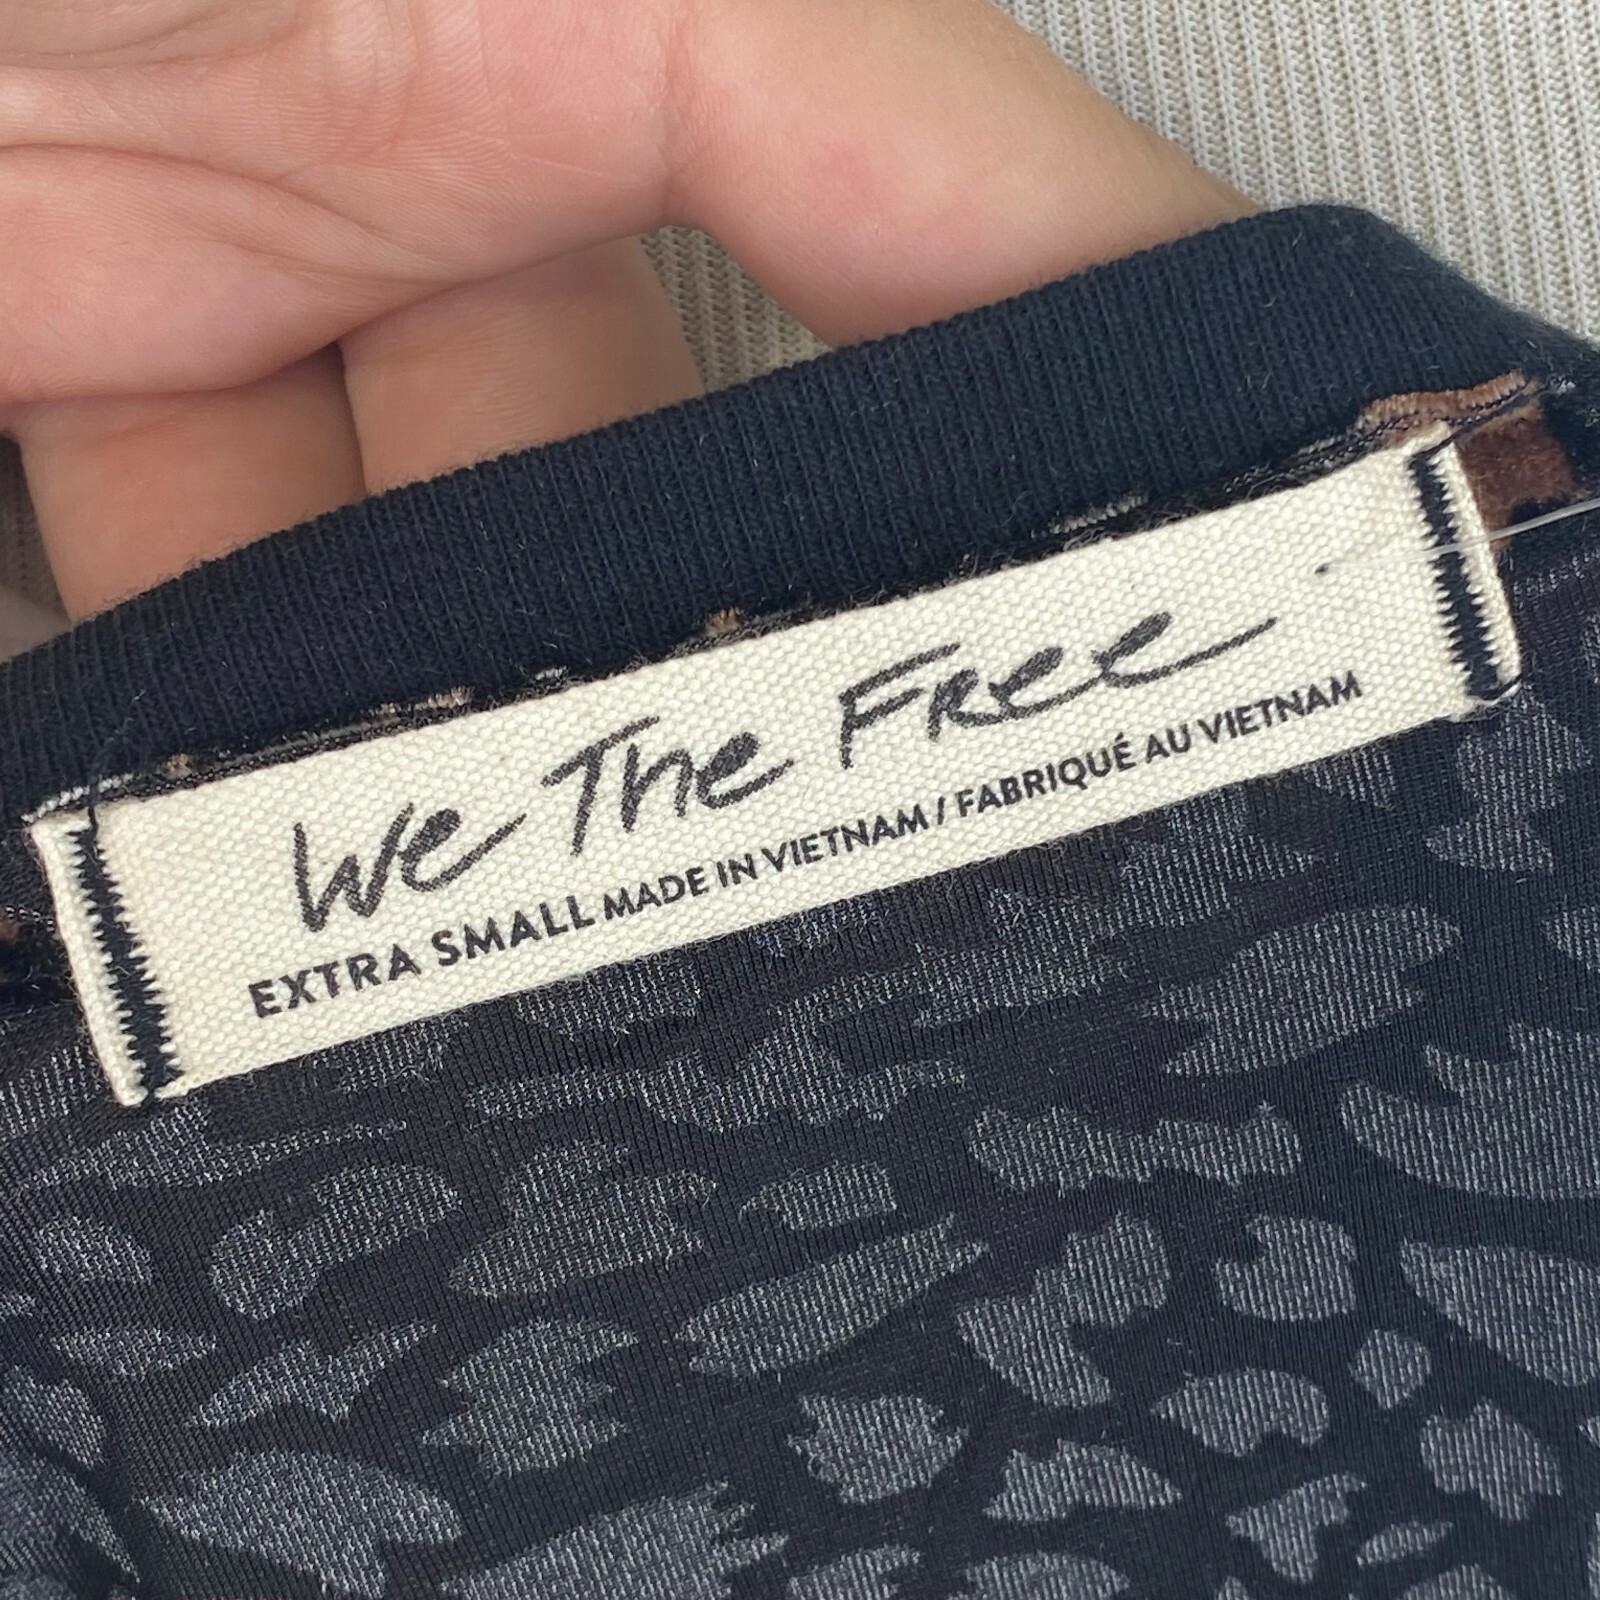 We The Free
EXTRA SMALL MADE IN VIETNAM / FABRIQUÉ AU VIETNAM